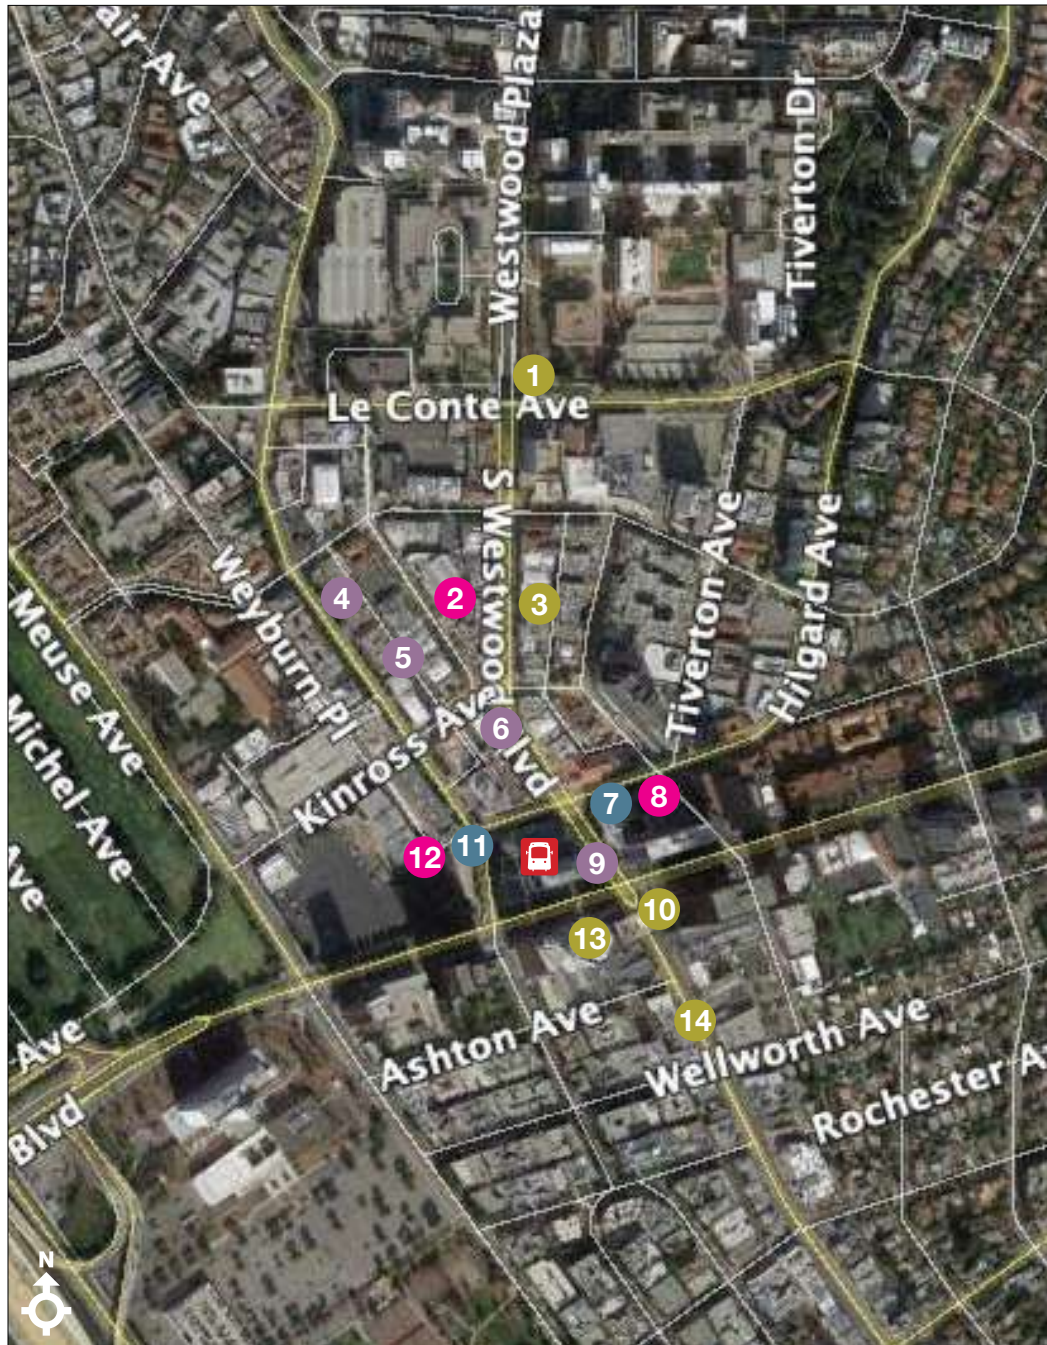 air Ave
Westwood Plaza
Tiverton Dr
1
Le Conte Ave
S Westwood Blvd
Tiverton Ave
Hilgard Ave
Weyburn Pl
Meuse Ave
4
2
3
5
Michel Ave
Kinross Ave
6
7
8
11
12
9
Ave
10
13
14
Ashton Ave
Wellworth Ave
Ave
Rochester A
Blvd
N